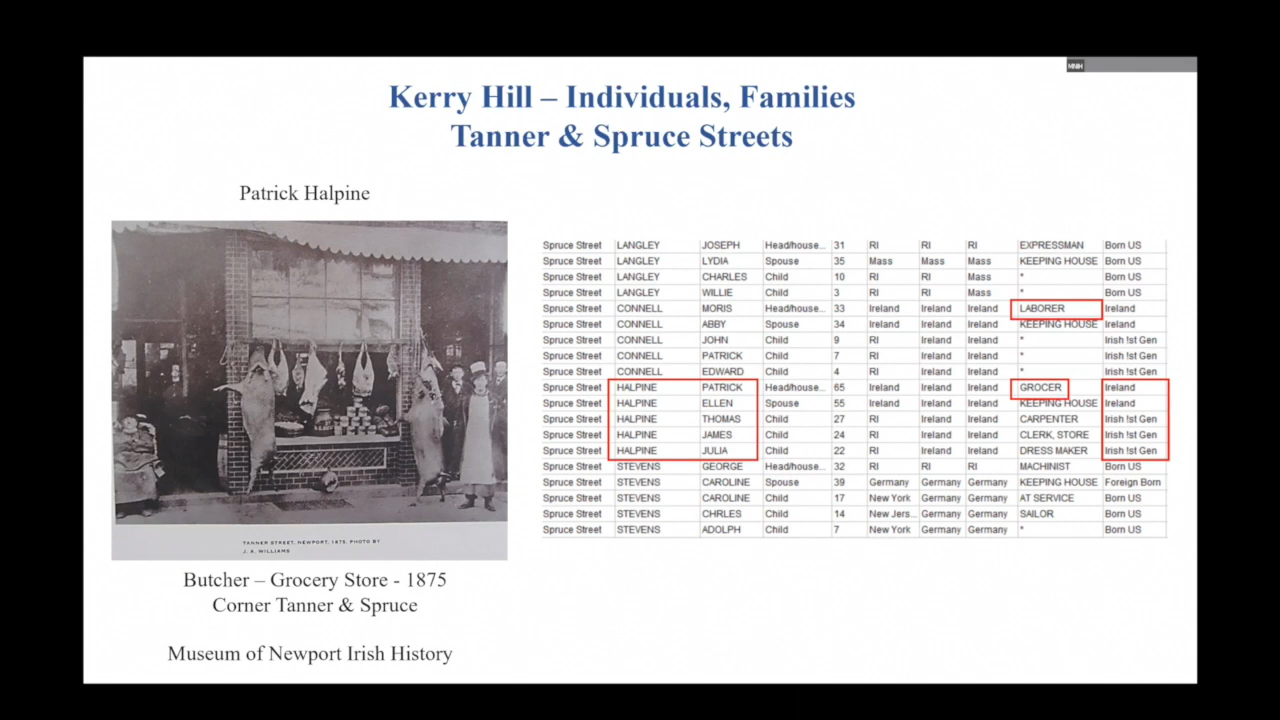 MNIH
Kerry Hill – Individuals, Families
Tanner & Spruce Streets
Patrick Halpine
TANNER STREET, NEWPORT, 1875. PHOTO BY
J. A. WILLIAMS
Butcher – Grocery Store - 1875
Corner Tanner & Spruce
Museum of Newport Irish History
Spruce Street LANGLEY JOSEPH Head/house... 31 RI RI RI EXPRESSMAN Born US
Spruce Street LANGLEY LYDIA Spouse 35 Mass Mass Mass KEEPING HOUSE Born US
Spruce Street LANGLEY CHARLES Child 10 RI RI Mass * Born US
Spruce Street LANGLEY WILLIE Child 3 RI RI Mass * Born US
Spruce Street CONNELL MORIS Head/house... 33 Ireland Ireland Ireland LABORER Ireland
Spruce Street CONNELL ABBY Spouse 34 Ireland Ireland Ireland KEEPING HOUSE Ireland
Spruce Street CONNELL JOHN Child 9 RI Ireland Ireland * Irish !st Gen
Spruce Street CONNELL PATRICK Child 7 RI Ireland Ireland * Irish !st Gen
Spruce Street CONNELL EDWARD Child 4 RI Ireland Ireland * Irish !st Gen
Spruce Street HALPINE PATRICK Head/house... 65 Ireland Ireland Ireland GROCER Ireland
Spruce Street HALPINE ELLEN Spouse 55 Ireland Ireland Ireland KEEPING HOUSE Ireland
Spruce Street HALPINE THOMAS Child 27 RI Ireland Ireland CARPENTER Irish !st Gen
Spruce Street HALPINE JAMES Child 24 RI Ireland Ireland CLERK, STORE Irish !st Gen
Spruce Street HALPINE JULIA Child 22 RI Ireland Ireland DRESS MAKER Irish !st Gen
Spruce Street STEVENS GEORGE Head/house... 32 RI RI RI MACHINIST Born US
Spruce Street STEVENS CAROLINE Spouse 39 Germany Germany Germany KEEPING HOUSE Foreign Born
Spruce Street STEVENS CAROLINE Child 17 New York Germany Germany AT SERVICE Born US
Spruce Street STEVENS CHRLES Child 14 New Jers... Germany Germany SAILOR Born US
Spruce Street STEVENS ADOLPH Child 7 New York Germany Germany * Born US